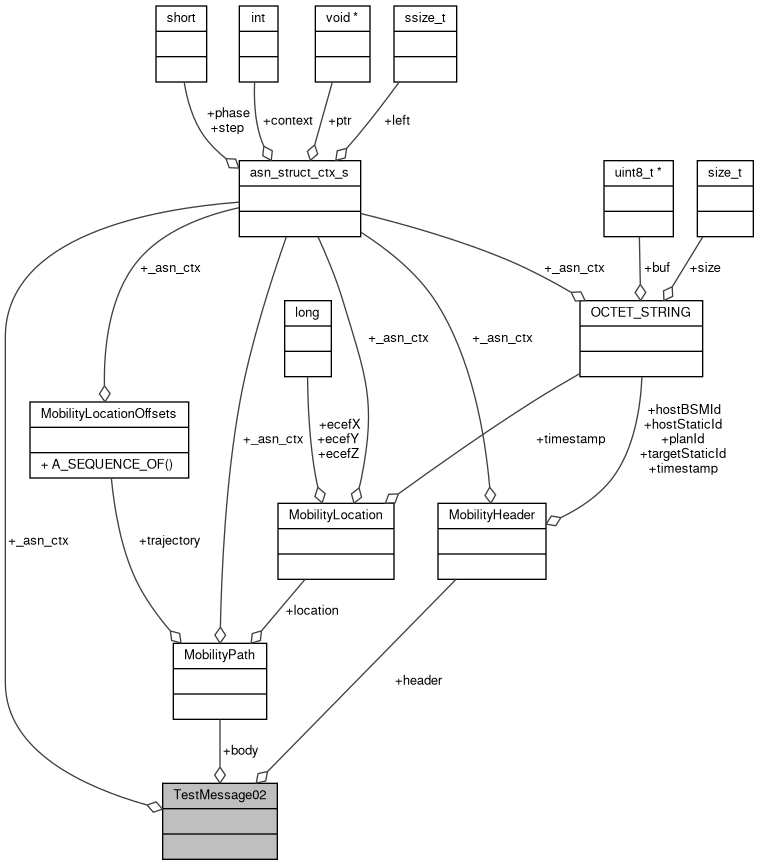 short
int
void *
ssize_t
+phase
+step
+context
+ptr
+left
asn_struct_ctx_s
uint8_t *
size_t
+_asn_ctx
+_asn_ctx
+buf
+size
long
OCTET_STRING
+_asn_ctx
+_asn_ctx
MobilityLocationOffsets
+ A_SEQUENCE_OF()
+ecefX
+ecefY
+ecefZ
+_asn_ctx
+timestamp
+hostBSMId
+hostStaticId
+planId
+targetStaticId
+timestamp
MobilityLocation
MobilityHeader
+_asn_ctx
+trajectory
+location
MobilityPath
+header
+body
TestMessage02